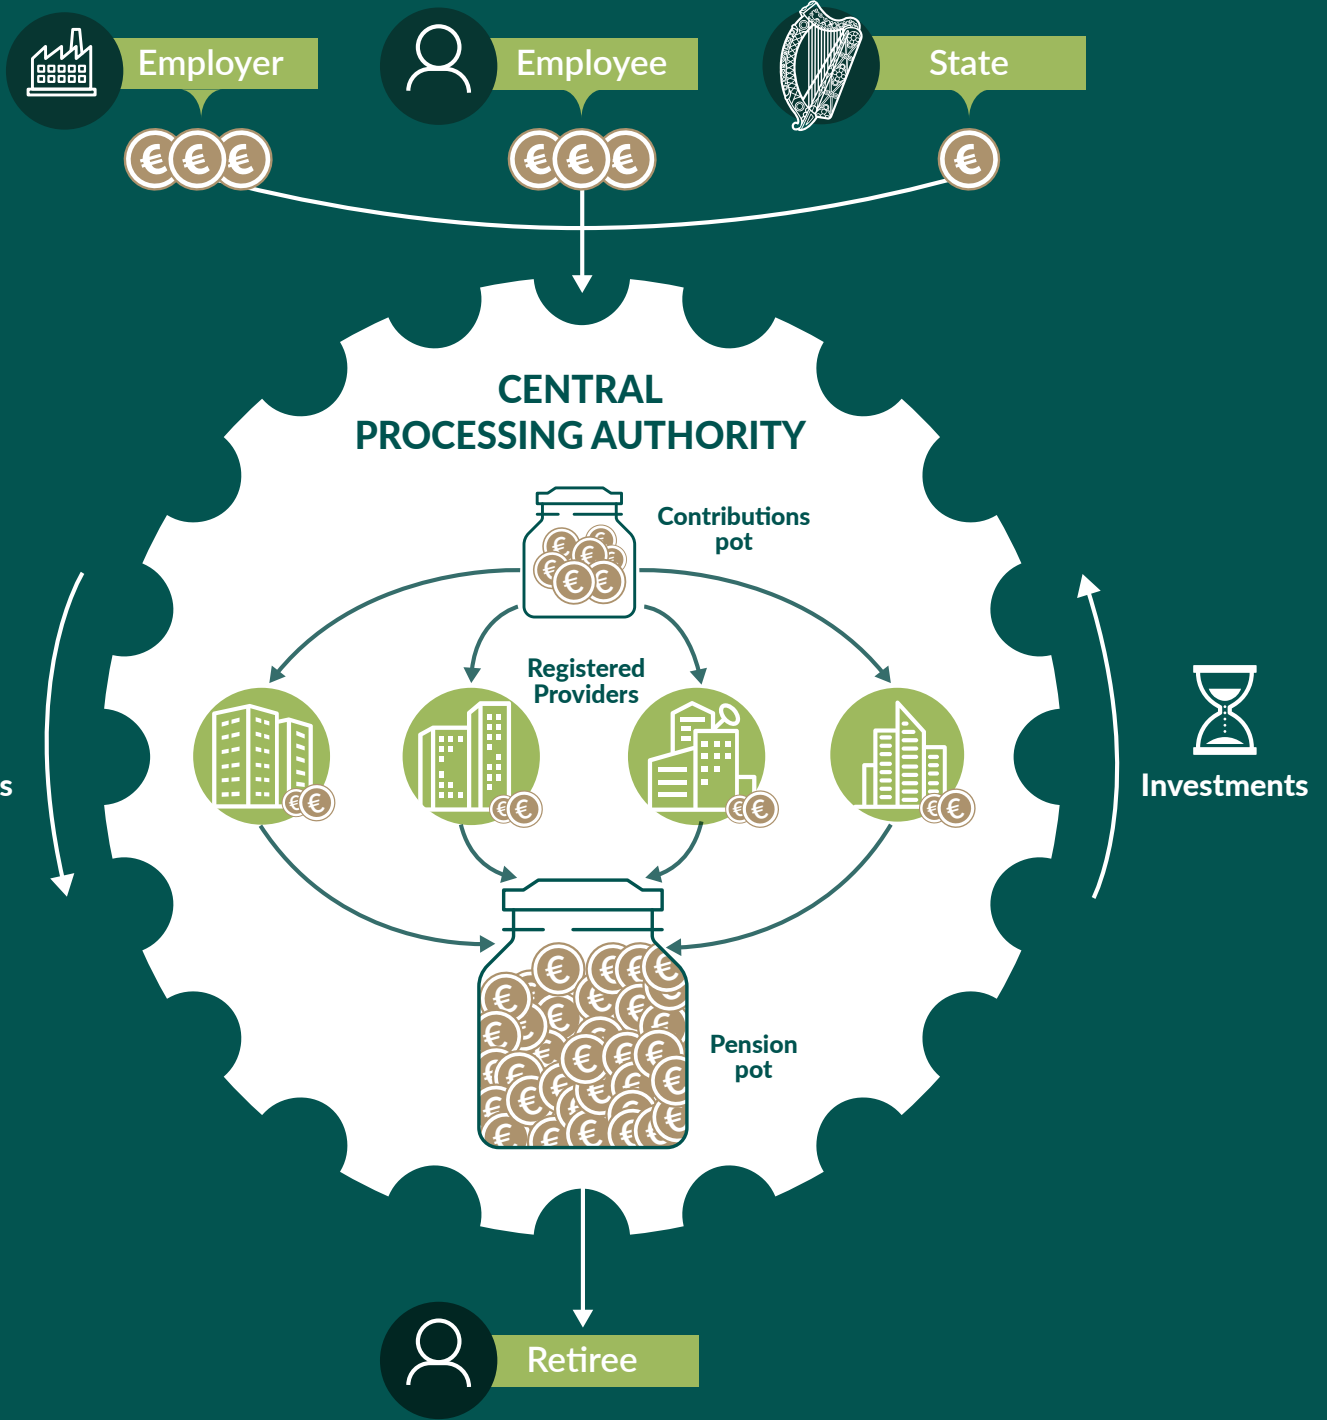 Employer
Employee
State
CENTRAL
PROCESSING AUTHORITY
Contributions
pot
Registered
Providers
s
Investments
Pension
pot
Retiree